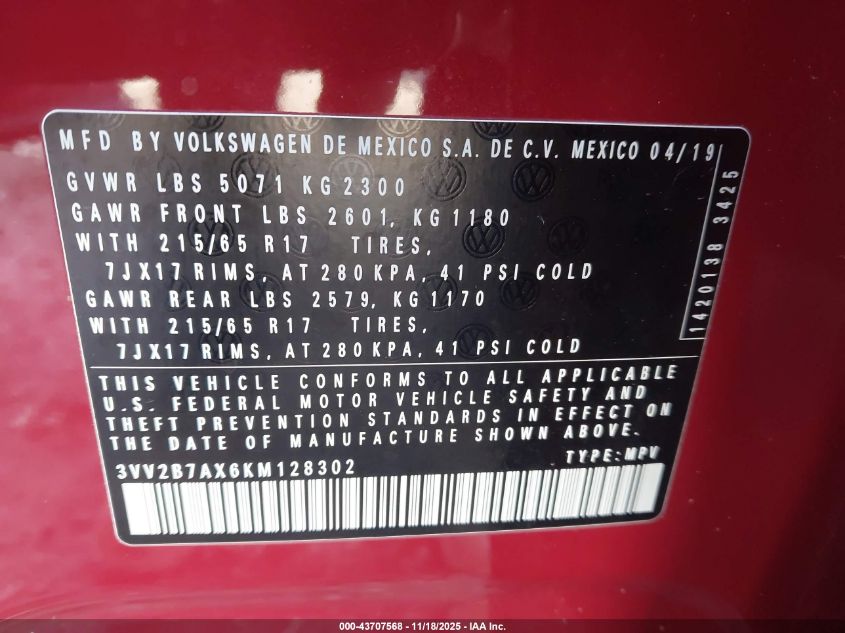 MFD BY VOLKSWAGEN DE MEXICO S.A. DE C.V. MEXICO 04/19
GVWR LBS 5071 KG 2300
GAWR FRONT LBS 2601, KG 1180
WITH 215/65 R17 TIRES,
7JX17 RIMS, AT 280 KPA, 41 PSI COLD
GAWR REAR LBS 2579, KG 1170
WITH 215/65 R17 TIRES,
7JX17 RIMS, AT 280 KPA, 41 PSI COLD
1420138 3425
THIS VEHICLE CONFORMS TO ALL APPLICABLE
U.S. FEDERAL MOTOR VEHICLE SAFETY AND
THEFT PREVENTION STANDARDS IN EFFECT ON
THE DATE OF MANUFACTURE SHOWN ABOVE.
3VV2B7AX6KM128302 TYPE: MPV
000-43707568 - 11/18/2025 - IAA Inc.